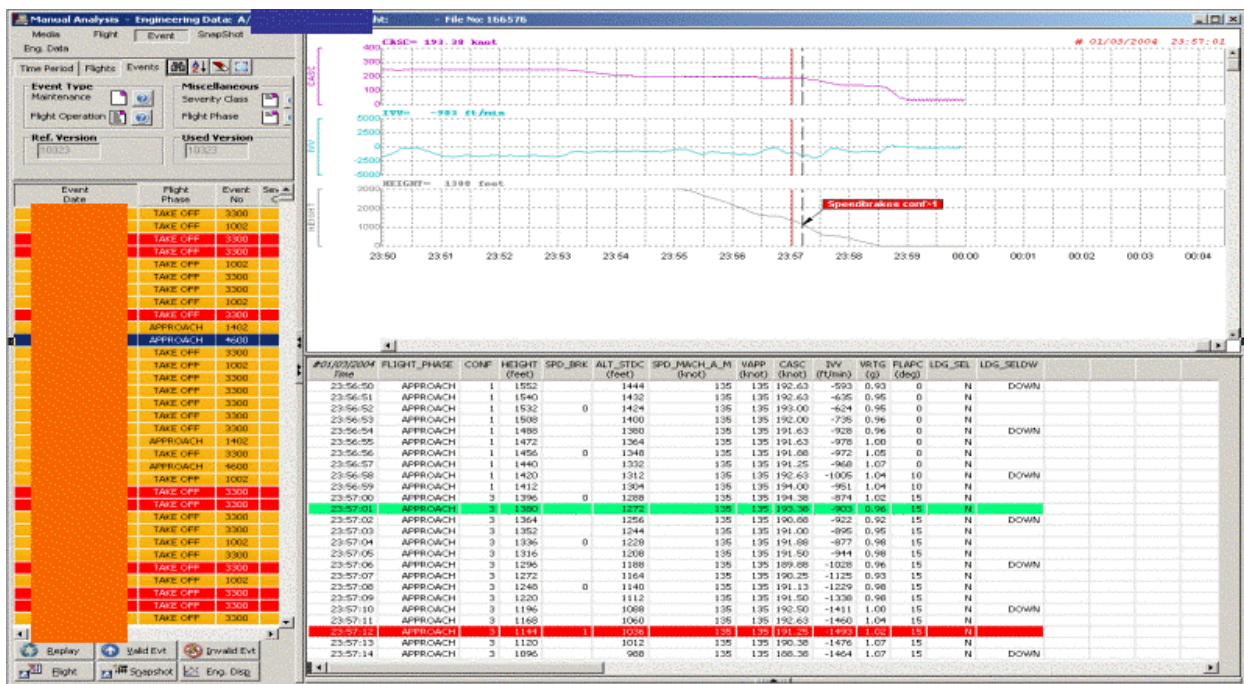 Manual Analysis - Engineering Data: A/ ht: - File No: 166576
Media Flight Event SnapShot
Eng. Data
Time Period Flights Events
Event Type Miscellaneous
Maintenance Severity Class
Flight Operation Flight Phase
Ref. Version Used Version
10323 10323
Event Date Flight Phase Event No
TAKE OFF 3300
TAKE OFF 1002
TAKE OFF 3300
TAKE OFF 3300
TAKE OFF 1002
TAKE OFF 3300
TAKE OFF 3300
TAKE OFF 1002
TAKE OFF 3300
APPROACH 1402
APPROACH 4600
TAKE OFF 3300
TAKE OFF 1002
TAKE OFF 3300
TAKE OFF 3300
TAKE OFF 3300
TAKE OFF 3300
TAKE OFF 3300
APPROACH 1402
TAKE OFF 3300
APPROACH 4600
TAKE OFF 1002
TAKE OFF 3300
TAKE OFF 3300
TAKE OFF 3300
TAKE OFF 3300
TAKE OFF 1002
TAKE OFF 3300
TAKE OFF 3300
TAKE OFF 1002
TAKE OFF 3300
TAKE OFF 3300
TAKE OFF 3300
Replay Valid Evt Invalid Evt
Flight Snapshot Eng. Disp
CASC= 193.38 knot # 01/03/2004 23:57:01
CASC
400
300
200
100
IVV= -903 ft/min
IVV
5000
2500
0
-2500
-5000
HEIGHT= 1380 feet
HEIGHT
2000
1000
0
Speedbrakes conf>1
23:50 23:51 23:52 23:53 23:54 23:55 23:56 23:57 23:58 23:59 00:00 00:01 00:02 00:03 00:04
#01/03/2004 FLIGHT_PHASE CONF HEIGHT SPD_BRK ALT_STDC SPD_MACH_A_M VAPP CASC IVV VRTG FLAPC LDG_SEL LDG_SELDW
Time (feet) (feet) (knot) (knot) (knot) (ft/min) (g) (deg)
23:56:50 APPROACH 1 1552 1444 135 135 192.63 -593 0.93 0 N DOWN
23:56:51 APPROACH 1 1540 1432 135 135 192.63 -635 0.95 0 N
23:56:52 APPROACH 1 1532 0 1424 135 135 193.00 -624 0.95 0 N
23:56:53 APPROACH 1 1508 1400 135 135 192.00 -735 0.96 0 N
23:56:54 APPROACH 1 1488 1380 135 135 191.63 -928 0.96 0 N DOWN
23:56:55 APPROACH 1 1472 1364 135 135 191.63 -978 1.00 0 N
23:56:56 APPROACH 1 1456 0 1348 135 135 191.88 -972 1.05 0 N
23:56:57 APPROACH 1 1440 1332 135 135 191.25 -968 1.07 0 N
23:56:58 APPROACH 1 1420 1312 135 135 192.63 -1005 1.04 10 N DOWN
23:56:59 APPROACH 1 1412 1304 135 135 194.00 -951 1.04 10 N
23:57:00 APPROACH 3 1396 0 1288 135 135 194.38 -874 1.02 15 N
23:57:01 APPROACH 3 1380 1272 135 135 193.38 -903 0.96 15 N
23:57:02 APPROACH 3 1364 1256 135 135 190.88 -922 0.92 15 N DOWN
23:57:03 APPROACH 3 1352 1244 135 135 191.00 -895 0.95 15 N
23:57:04 APPROACH 3 1336 0 1228 135 135 191.88 -877 0.98 15 N
23:57:05 APPROACH 3 1316 1208 135 135 191.50 -944 0.98 15 N
23:57:06 APPROACH 3 1296 1188 135 135 189.88 -1028 0.96 15 N DOWN
23:57:07 APPROACH 3 1272 1164 135 135 190.25 -1125 0.93 15 N
23:57:08 APPROACH 3 1248 0 1140 135 135 191.13 -1229 0.98 15 N
23:57:09 APPROACH 3 1220 1112 135 135 191.50 -1338 0.98 15 N
23:57:10 APPROACH 3 1196 1088 135 135 192.50 -1411 1.00 15 N DOWN
23:57:11 APPROACH 3 1168 1060 135 135 192.63 -1460 1.04 15 N
23:57:12 APPROACH 3 1144 1 1036 135 135 191.25 -1493 1.02 15 N
23:57:13 APPROACH 3 1120 1012 135 135 190.38 -1476 1.07 15 N
23:57:14 APPROACH 3 1096 988 135 135 188.38 -1464 1.07 15 N DOWN